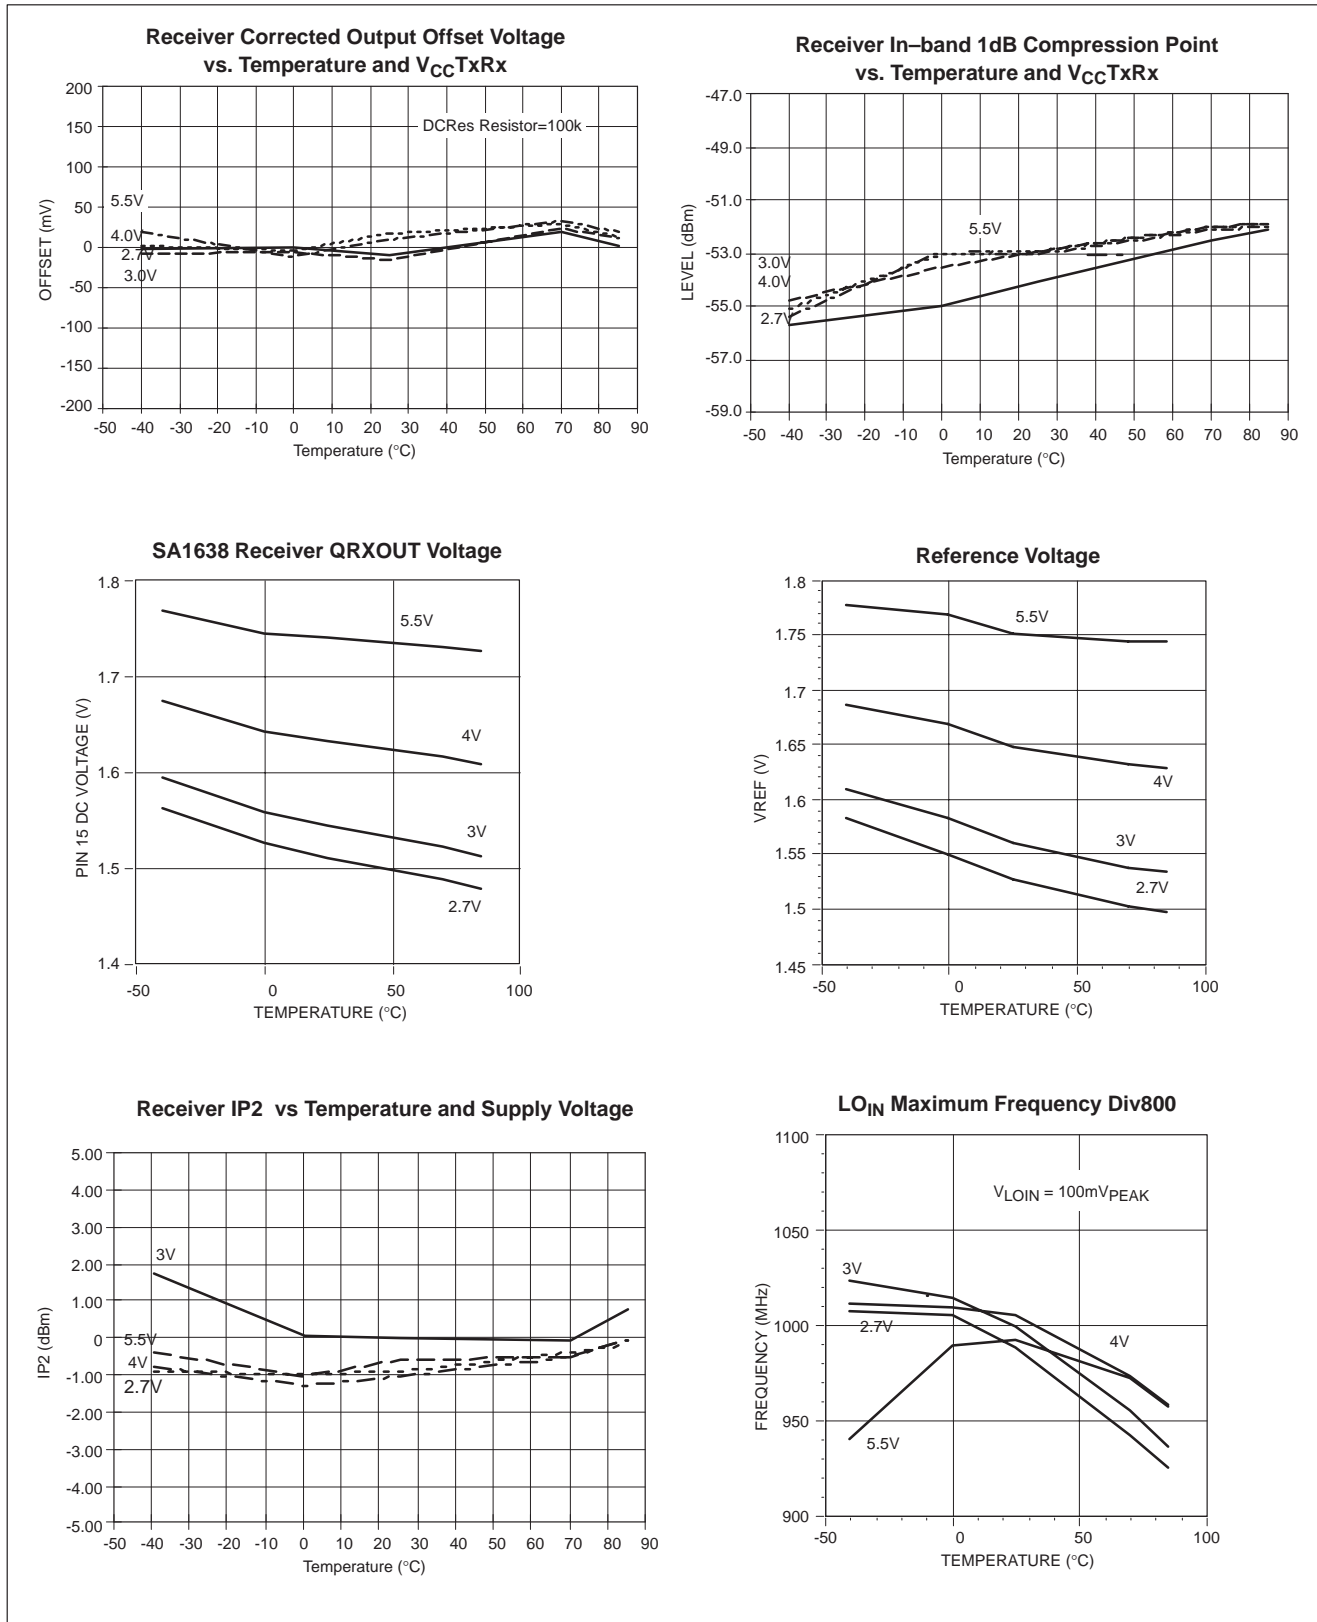 Receiver Corrected Output Offset Voltage
vs. Temperature and VCCTxRx
200
150
100
50
0
-50
-100
-150
-200
OFFSET (mV)
DCRes Resistor=100k
5.5V
4.0V
2.7V
3.0V
-50 -40 -30 -20 -10 0 10 20 30 40 50 60 70 80 90
Temperature (°C)
Receiver In–band 1dB Compression Point
vs. Temperature and VCCTxRx
-47.0
-49.0
-51.0
-53.0
-55.0
-57.0
-59.0
LEVEL (dBm)
5.5V
3.0V
4.0V
2.7V
-50 -40 -30 -20 -10 0 10 20 30 40 50 60 70 80 90
Temperature (°C)
SA1638 Receiver QRXOUT Voltage
1.8
1.7
1.6
1.5
1.4
PIN 15 DC VOLTAGE (V)
5.5V
4V
3V
2.7V
-50 0 50 100
TEMPERATURE (°C)
Reference Voltage
1.8
1.75
1.7
1.65
1.6
1.55
1.5
1.45
VREF (V)
5.5V
4V
3V
2.7V
-50 0 50 100
TEMPERATURE (°C)
Receiver IP2 vs Temperature and Supply Voltage
5.00
4.00
3.00
2.00
1.00
0
-1.00
-2.00
-3.00
-4.00
-5.00
IP2 (dBm)
3V
5.5V
4V
2.7V
-50 -40 -30 -20 -10 0 10 20 30 40 50 60 70 80 90
Temperature (°C)
LOIN Maximum Frequency Div800
1100
1050
1000
950
900
FREQUENCY (MHz)
VLOIN = 100mVPEAK
3V
2.7V
4V
5.5V
-50 0 50 100
TEMPERATURE (°C)